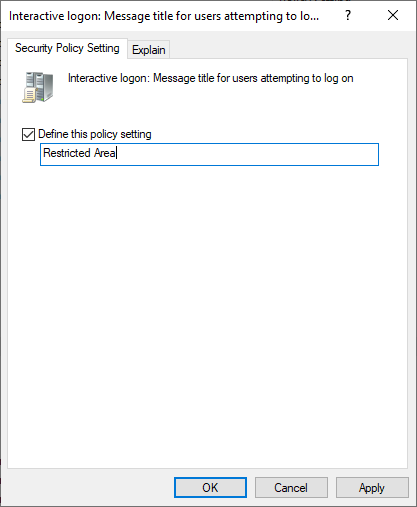 Interactive logon: Message title for users attempting to lo...
?
Security Policy Setting
Explain
Interactive logon: Message title for users attempting to log on
Define this policy setting
Restricted Area
OK
Cancel
Apply